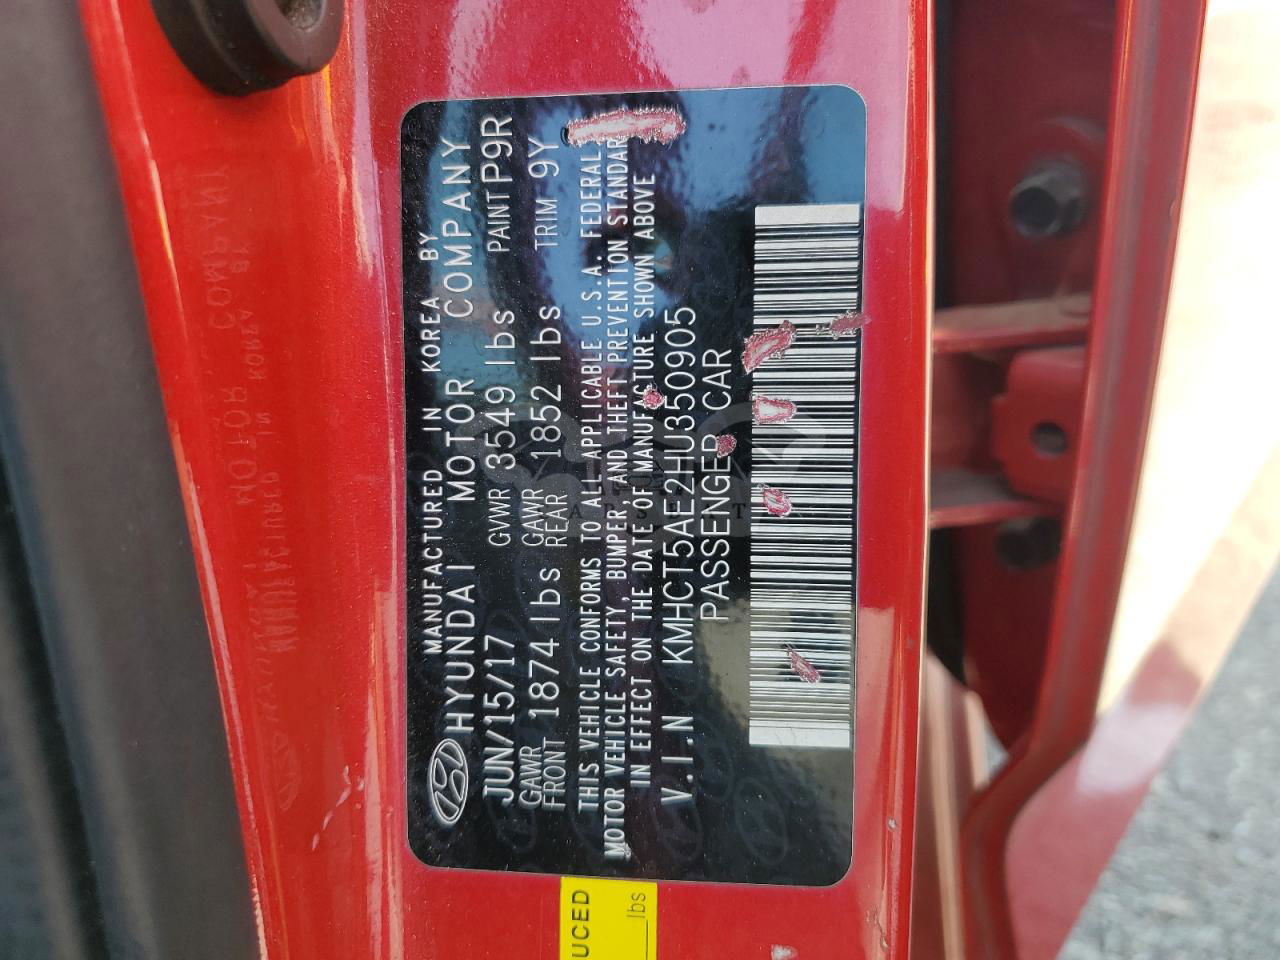 MANUFACTURED IN KOREA BY
HYUNDAI MOTOR COMPANY
JUN/15/17 GVWR 3549 lbs PAINT P9R
GAWR FRONT 1874 lbs GAWR REAR 1852 lbs TRIM 9Y
THIS VEHICLE CONFORMS TO ALL APPLICABLE U.S.A. FEDERAL
MOTOR VEHICLE SAFETY, BUMPER, AND THEFT PREVENTION STANDAR
IN EFFECT ON THE DATE OF MANUFACTURE SHOWN ABOVE
V.I.N KMHCT5AE2HU350905
PASSENGER CAR
UCED
lbs